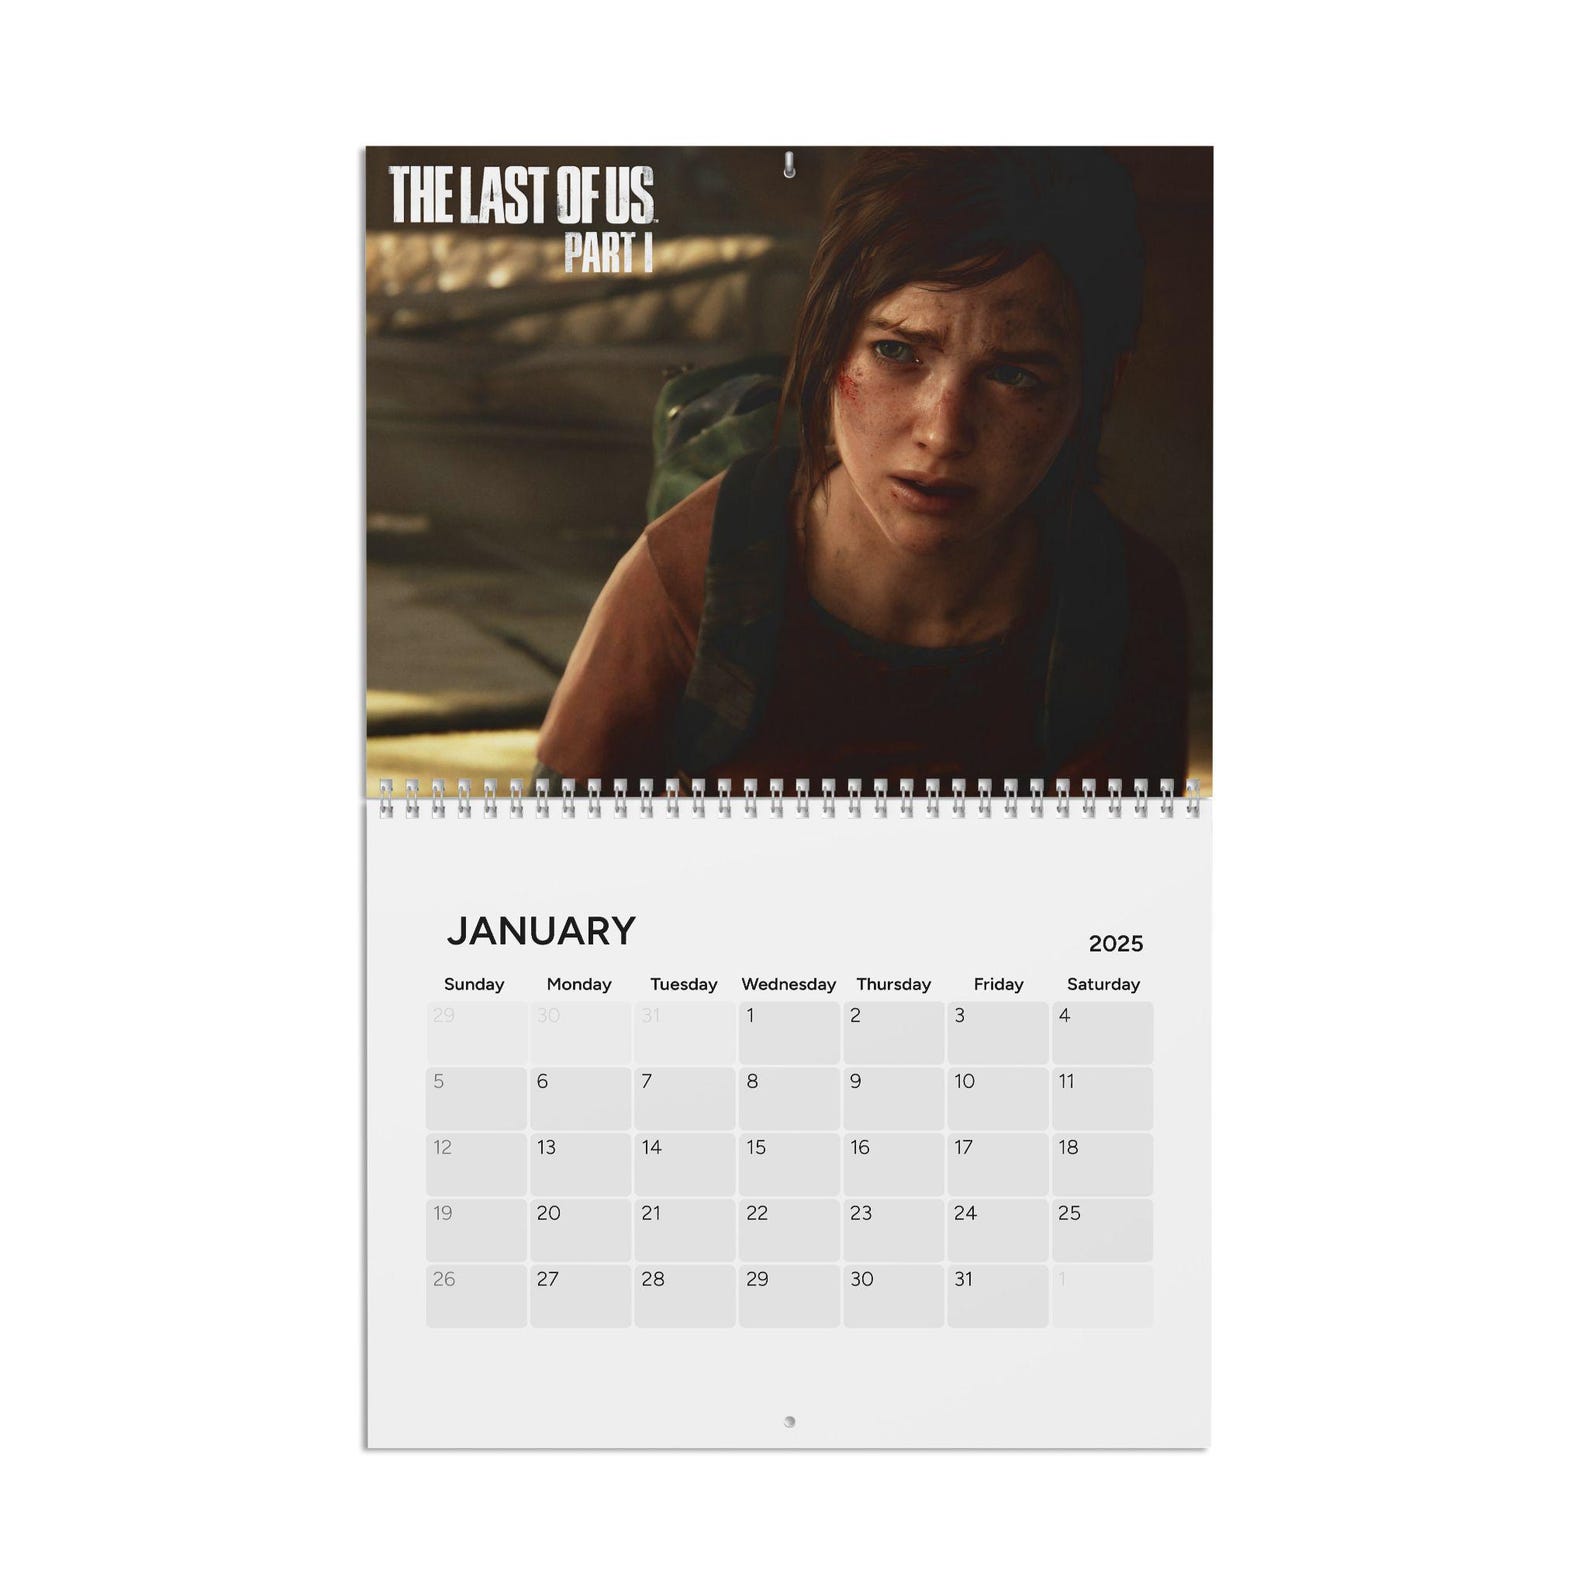 THE LAST OF US™
PART I
JANUARY
2025
Sunday Monday Tuesday Wednesday Thursday Friday Saturday
29 30 31 1 2 3 4
5 6 7 8 9 10 11
12 13 14 15 16 17 18
19 20 21 22 23 24 25
26 27 28 29 30 31 1